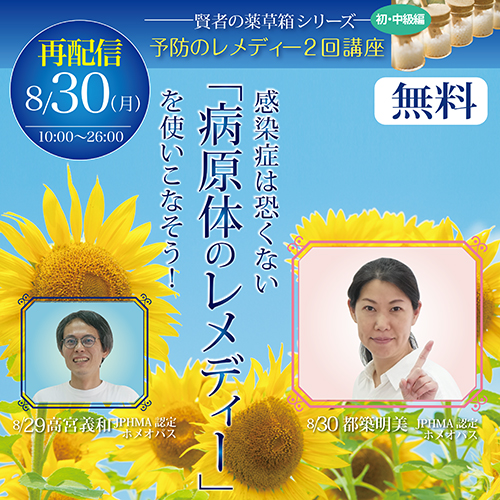 賢者の薬草箱シリーズ
初・中級編
予防のレメディー2回講座
再配信
8/30(月)
10:00~26:00
無料
感染症は恐くない
「病原体のレメディー」
を使いこなそう!
8/29高宮義和 JPHMA 認定
ホメオパス
8/30 都築明美 JPHMA 認定
ホメオパス